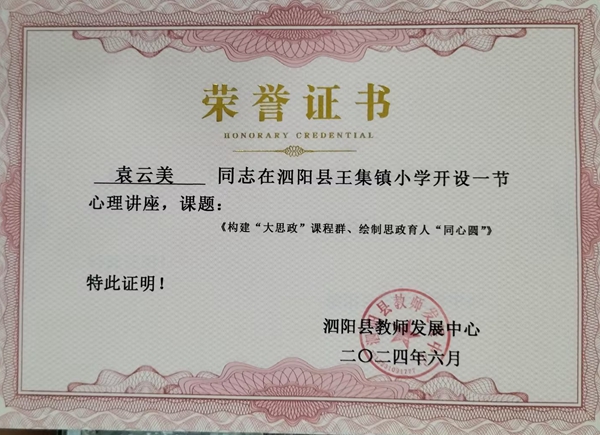 荣誉证书
HONORARY CREDENTIAL
袁云美 同志在泗阳县王集镇小学开设一节
心理讲座，课题：
《构建“大思政”课程群、绘制思政育人“同心圆”》
特此证明！
泗阳县教师发展中心
二〇二四年六月